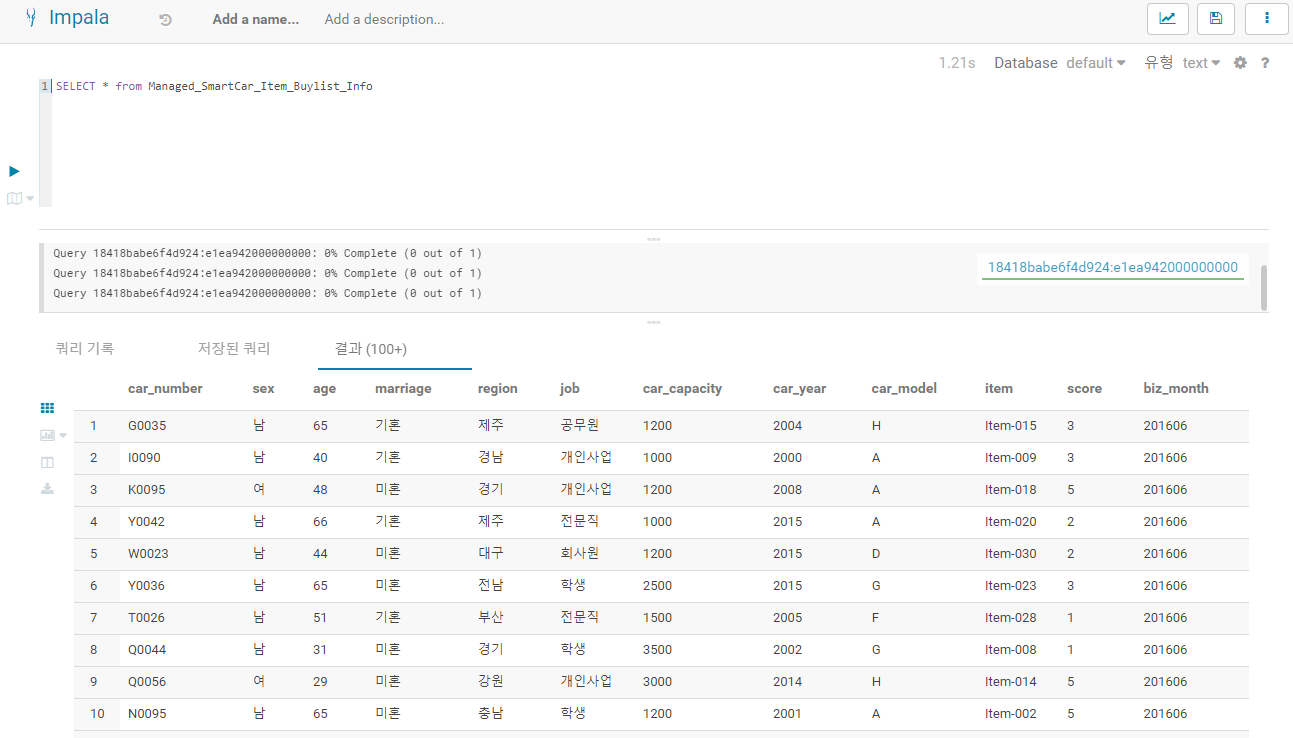 Impala Add a name... Add a description...
1.21s Database default 유형 text ?
1 SELECT * from Managed_SmartCar_Item_Buylist_Info
Query 18418babe6f4d924:e1ea942000000000: 0% Complete (0 out of 1)
Query 18418babe6f4d924:e1ea942000000000: 0% Complete (0 out of 1)
Query 18418babe6f4d924:e1ea942000000000: 0% Complete (0 out of 1)
18418babe6f4d924:e1ea942000000000
쿼리 기록 저장된 쿼리 결과 (100+)
car_number sex age marriage region job car_capacity car_year car_model item score biz_month
1 G0035 남 65 기혼 제주 공무원 1200 2004 H Item-015 3 201606
2 I0090 남 40 기혼 경남 개인사업 1000 2000 A Item-009 3 201606
3 K0095 여 48 미혼 경기 개인사업 1200 2008 A Item-018 5 201606
4 Y0042 남 66 기혼 제주 전문직 1000 2015 A Item-020 2 201606
5 W0023 남 44 미혼 대구 회사원 1200 2015 D Item-030 2 201606
6 Y0036 남 65 미혼 전남 학생 2500 2015 G Item-023 3 201606
7 T0026 남 51 기혼 부산 전문직 1500 2005 F Item-028 1 201606
8 Q0044 남 31 미혼 경기 학생 3500 2002 G Item-008 1 201606
9 Q0056 여 29 미혼 강원 개인사업 3000 2014 H Item-014 5 201606
10 N0095 남 65 미혼 충남 학생 1200 2001 A Item-002 5 201606